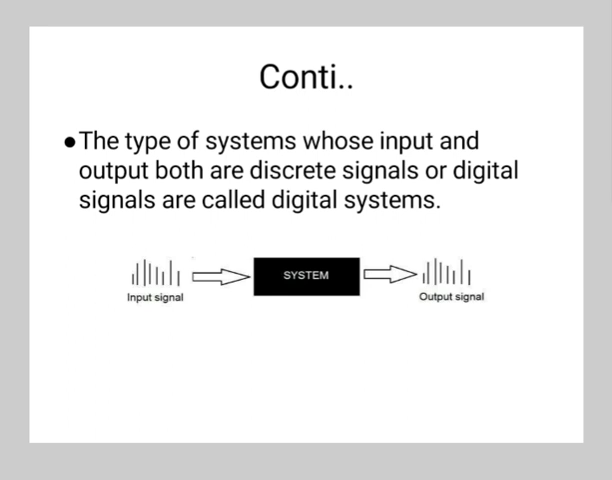 Conti..
●The type of systems whose input and
output both are discrete signals or digital
signals are called digital systems.
SYSTEM
Input signal
Output signal